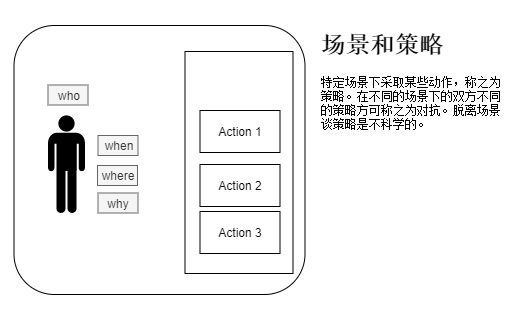 who
when
where
why
Action 1
Action 2
Action 3
场景和策略
特定场景下采取某些动作，称之为
策略。在不同的场景下的双方不同
的策略方可称之为对抗。脱离场景
谈策略是不科学的。